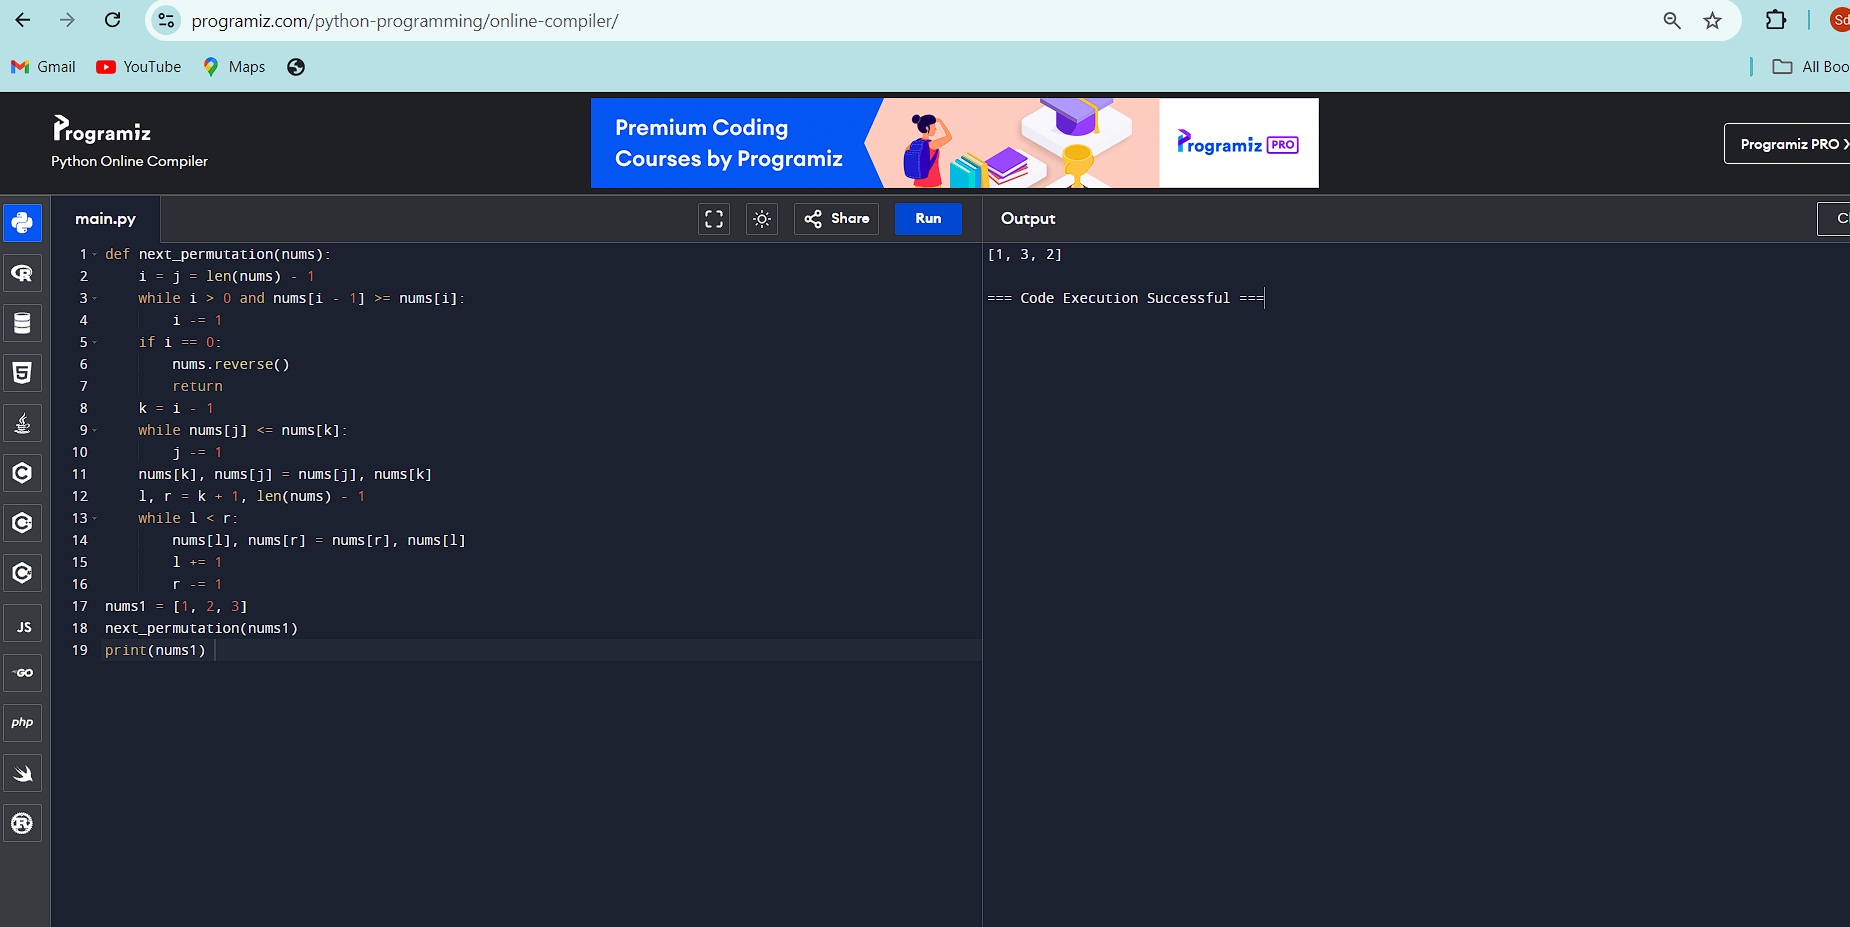 programiz.com/python-programming/online-compiler/
Sd
Gmail YouTube Maps
All Boo
Programiz
Python Online Compiler
Premium Coding
Courses by Programiz
Programiz PRO
Programiz PRO
main.py
Share
Run
Output
Cl
1 def next_permutation(nums):
2 i = j = len(nums) - 1
3 while i > 0 and nums[i - 1] >= nums[i]:
4 i -= 1
5 if i == 0:
6 nums.reverse()
7 return
8 k = i - 1
9 while nums[j] <= nums[k]:
10 j -= 1
11 nums[k], nums[j] = nums[j], nums[k]
12 l, r = k + 1, len(nums) - 1
13 while l < r:
14 nums[l], nums[r] = nums[r], nums[l]
15 l += 1
16 r -= 1
17 nums1 = [1, 2, 3]
18 next_permutation(nums1)
19 print(nums1)
[1, 3, 2]
=== Code Execution Successful ===
R
5
C
C
C
JS
GO
php
R